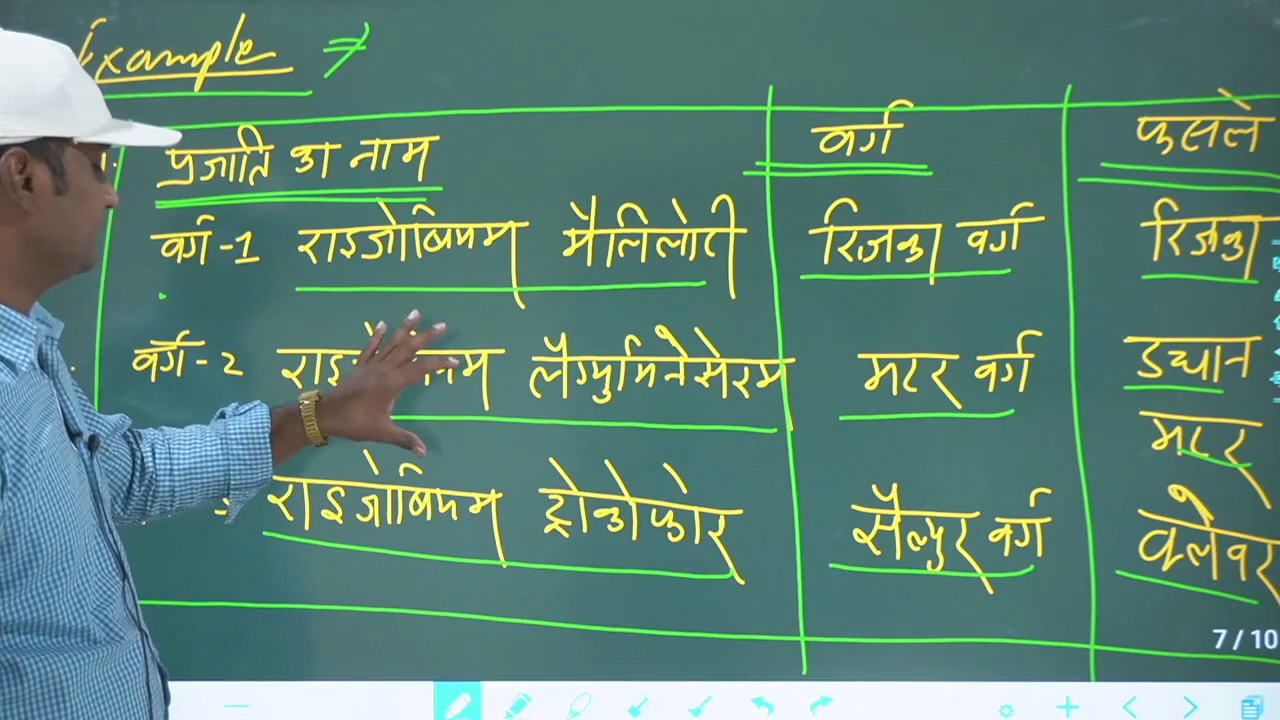 Example ⇒
प्रजाति का नाम वर्ग फसले
वर्ग -1 राइजोबियम मैलिलोटी रिजका वर्ग रिजका
वर्ग -2 लैग्युमिनेसेरम मटर वर्ग डच्चान
मटर
राइजोबियम ट्रोकोफोर सैल्युर वर्ग क्लेवर
7 / 10